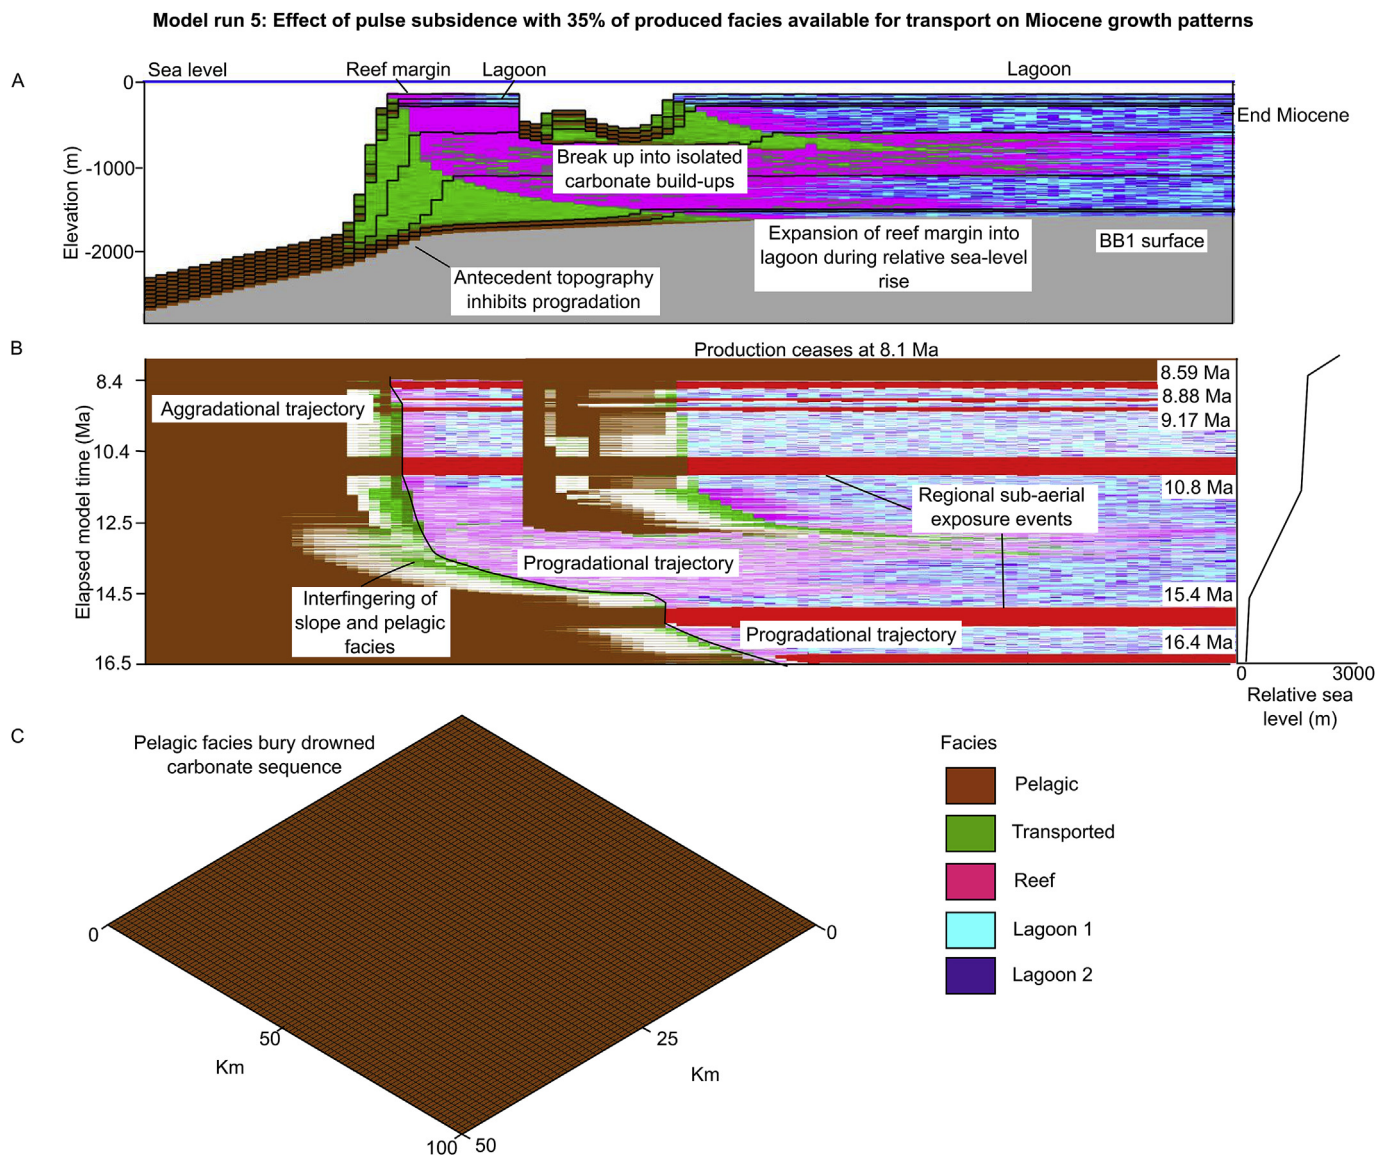 Model run 5: Effect of pulse subsidence with 35% of produced facies available for transport on Miocene growth patterns
A
Sea level
Reef margin
Lagoon
Lagoon
0
-1000
-2000
Elevation (m)
End Miocene
Break up into isolated
carbonate build-ups
Expansion of reef margin into
lagoon during relative sea-level
rise
BB1 surface
Antecedent topography
inhibits progradation
B
Production ceases at 8.1 Ma
8.4
10.4
12.5
14.5
16.5
Elapsed model time (Ma)
Aggradational trajectory
8.59 Ma
8.88 Ma
9.17 Ma
10.8 Ma
Regional sub-aerial
exposure events
Progradational trajectory
15.4 Ma
Interfingering of
slope and pelagic
facies
Progradational trajectory
16.4 Ma
0
3000
Relative sea
level (m)
C
Pelagic facies bury drowned
carbonate sequence
0
0
50
25
Km
Km
100
50
Facies
Pelagic
Transported
Reef
Lagoon 1
Lagoon 2